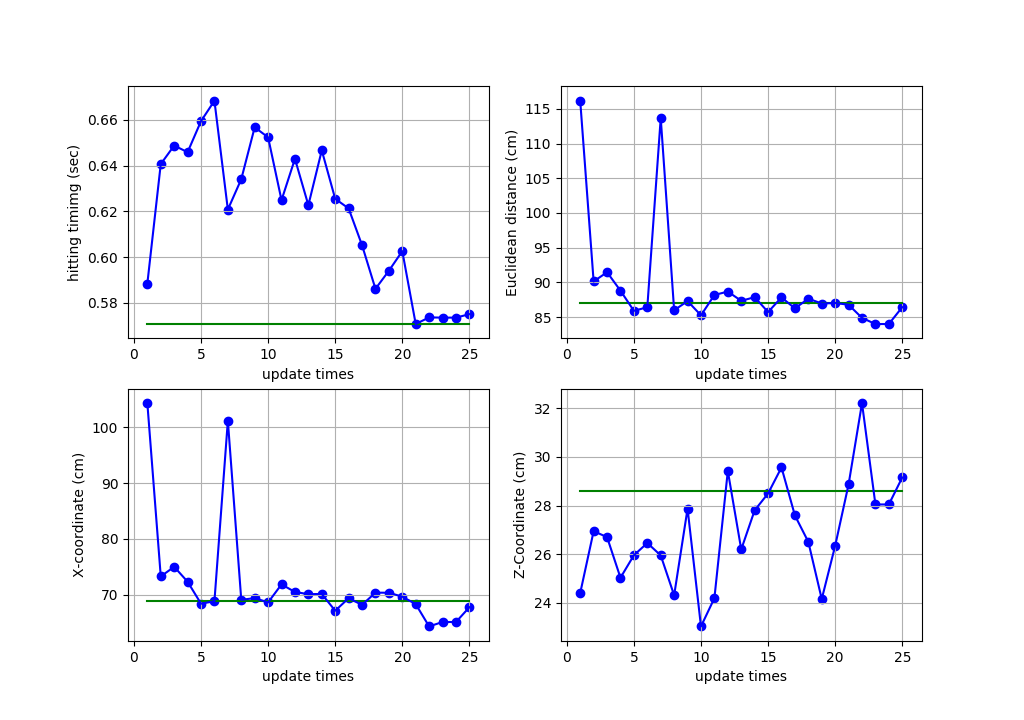 hitting timimg (sec)
0.66
0.64
0.62
0.60
0.58
0 5 10 15 20 25
update times
Euclidean distance (cm)
115
110
105
100
95
90
85
0 5 10 15 20 25
update times
X-coordinate (cm)
100
90
80
70
0 5 10 15 20 25
update times
Z-Coordinate (cm)
32
30
28
26
24
0 5 10 15 20 25
update times